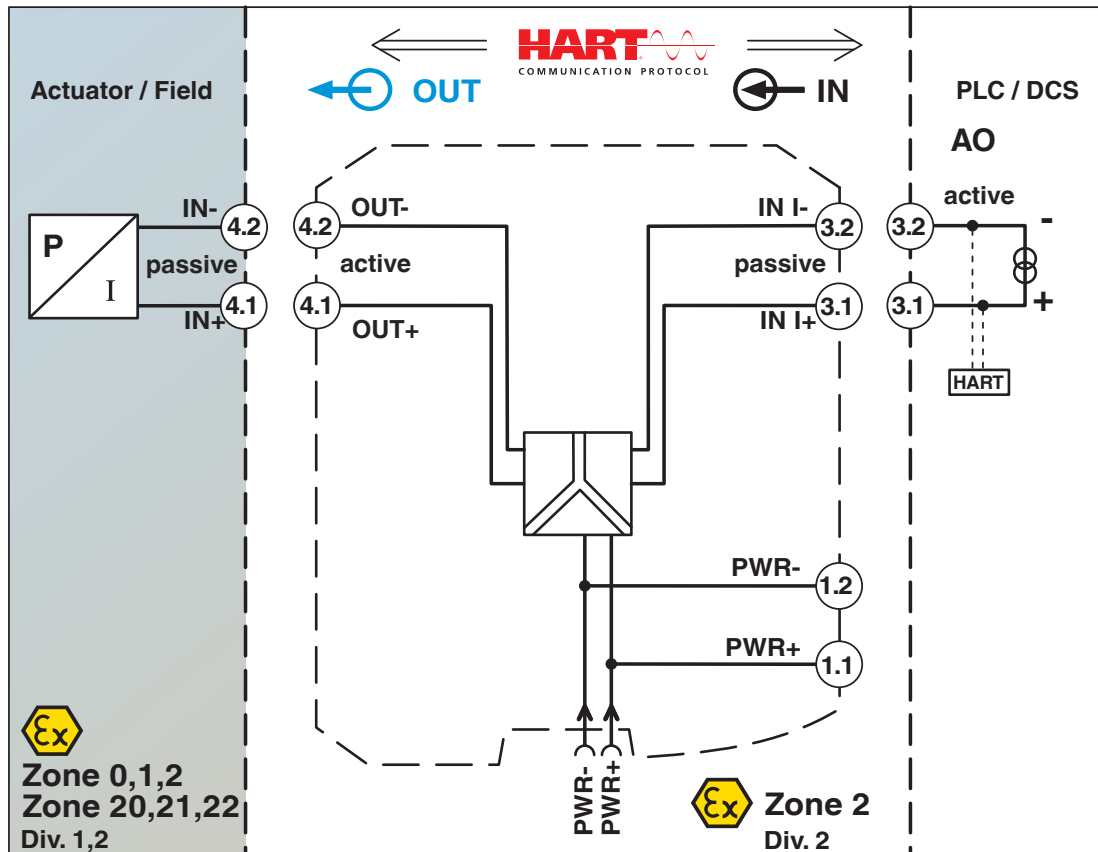 HART
COMMUNICATION PROTOCOL
Actuator / Field
OUT
IN
PLC / DCS
AO
IN-
4.2
4.2
OUT-
IN I-
3.2
3.2
active
-
P
I
passive
active
passive
4.1
IN+
4.1
OUT+
IN I+
3.1
3.1
+
HART
PWR-
1.2
PWR+
1.1
PWR-
PWR+
Ex
Zone 0,1,2
Zone 20,21,22
Div. 1,2
Ex
Zone 2
Div. 2